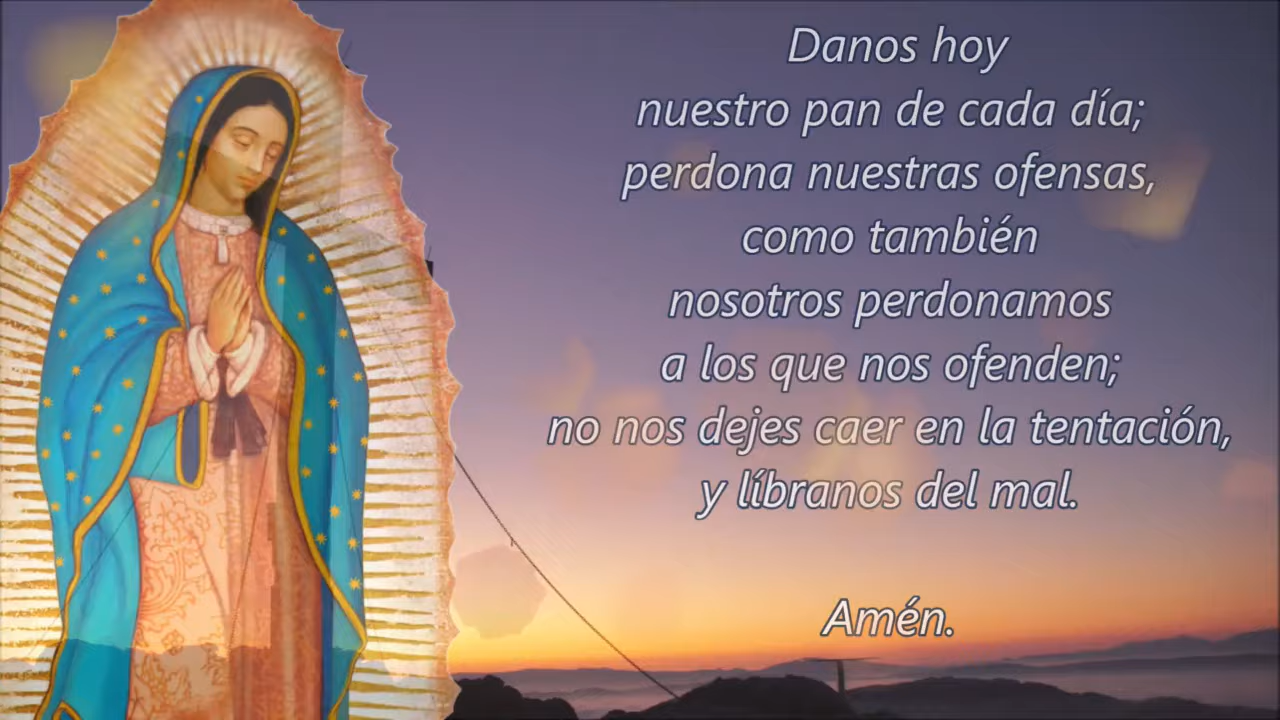 Danos hoy
nuestro pan de cada día;
perdona nuestras ofensas,
como también
nosotros perdonamos
a los que nos ofenden;
no nos dejes caer en la tentación,
y líbranos del mal.
Amén.